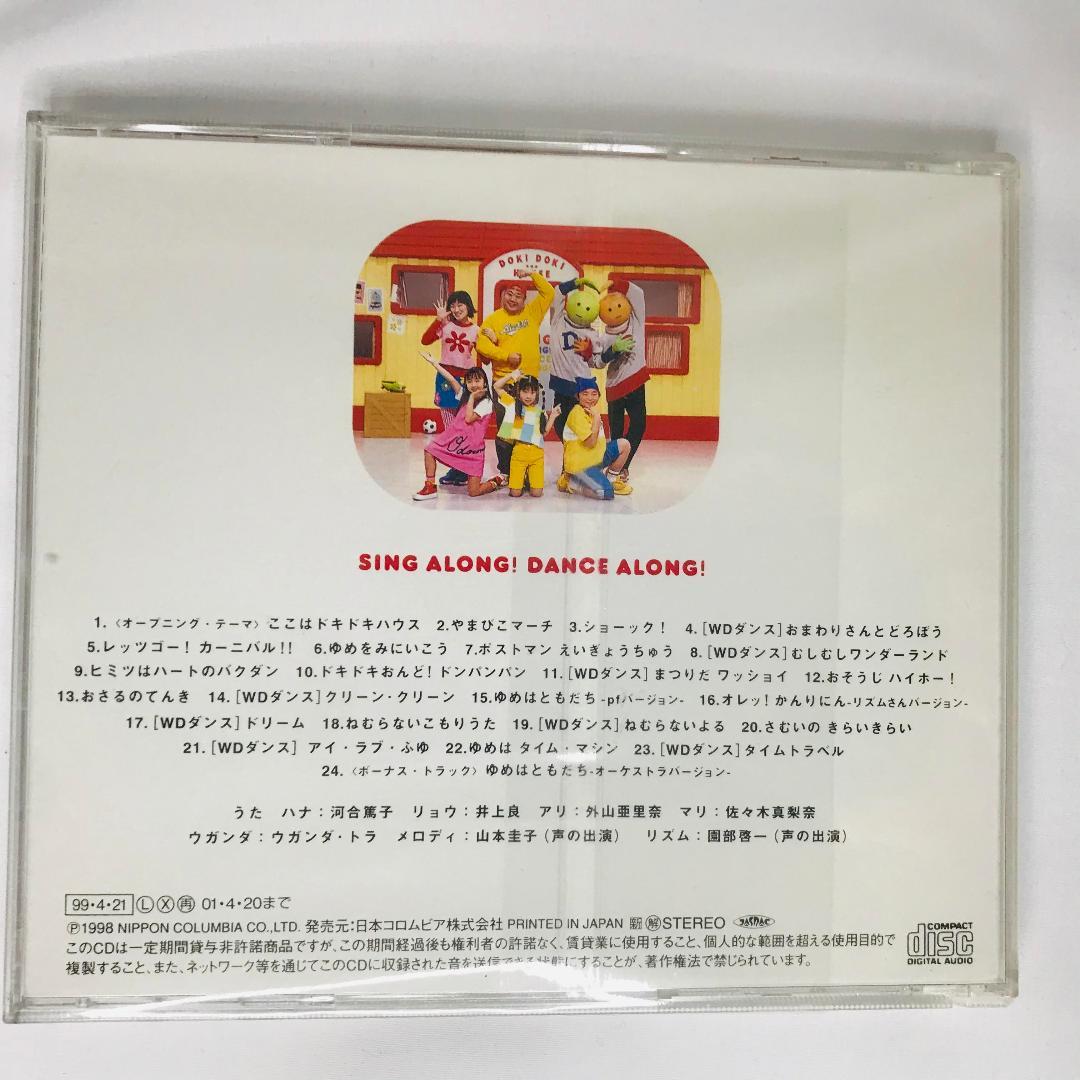 DOKI DOKI
SING ALONG! DANCE ALONG!
1.〈オープニング・テーマ〉ここはドキドキハウス 2.やまびこマーチ 3.ショーック! 4.[WDダンス]おまわりさんとどろぼう
5.レッツゴー! カーニバル!! 6.ゆめをみにいこう 7.ポストマン えいぎょうちゅう 8.[WDダンス]むしむしワンダーランド
9.ヒミツはハートのバクダン 10.ドキドキおんど! ドンパンパン 11.[WDダンス]まつりだ ワッショイ 12.おそうじ ハイホー!
13.おさるのてんき 14.[WDダンス]クリーン・クリーン 15.ゆめはともだち-pfバージョン- 16.オレッ! かんりにん-リズムさんバージョン-
17.[WDダンス]ドリーム 18.ねむらないこもりうた 19.[WDダンス]ねむらないよる 20.さむいの きらいきらい
21.[WDダンス] アイ・ラブ・ふゆ 22.ゆめは タイム・マシン 23.[WDダンス]タイムトラベル
24.〈ボーナス・トラック〉ゆめはともだち-オーケストラバージョン-
うた ハナ:河合篤子 リョウ:井上良 アリ:外山亜里奈 マリ:佐々木真梨奈
ウガンダ:ウガンダ・トラ メロディ:山本圭子(声の出演) リズム:園部啓一(声の出演)
99・4・21 Ⓛ Ⓧ ㊢ 01・4・20まで
Ⓟ1998 NIPPON COLUMBIA CO.,LTD. 発売元:日本コロムビア株式会社 PRINTED IN JAPAN STEREO JASRAC
このCDは一定期間貸与非許諾商品ですが、この期間経過後も権利者の許諾なく、賃貸業に使用すること、個人的な範囲を超える使用目的で
複製すること、また、ネットワーク等を通じてこのCDに収録された音を送信できる状態にすることが、著作権法で禁じられています。
COMPACT
disc
DIGITAL AUDIO